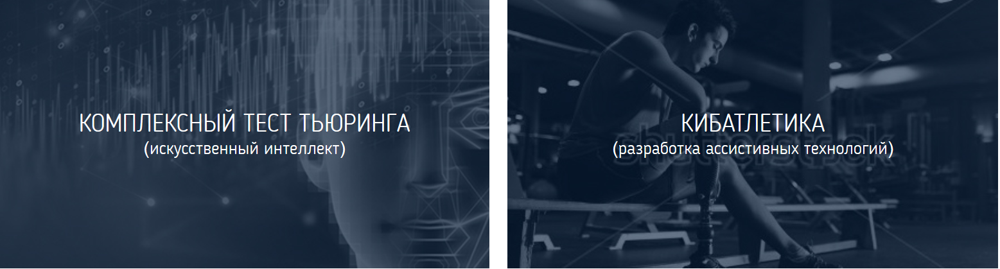 КОМПЛЕКСНЫЙ ТЕСТ ТЬЮРИНГА
(искусственный интеллект)
КИБАТЛЕТИКА
(разработка ассистивных технологий)
shutterstock